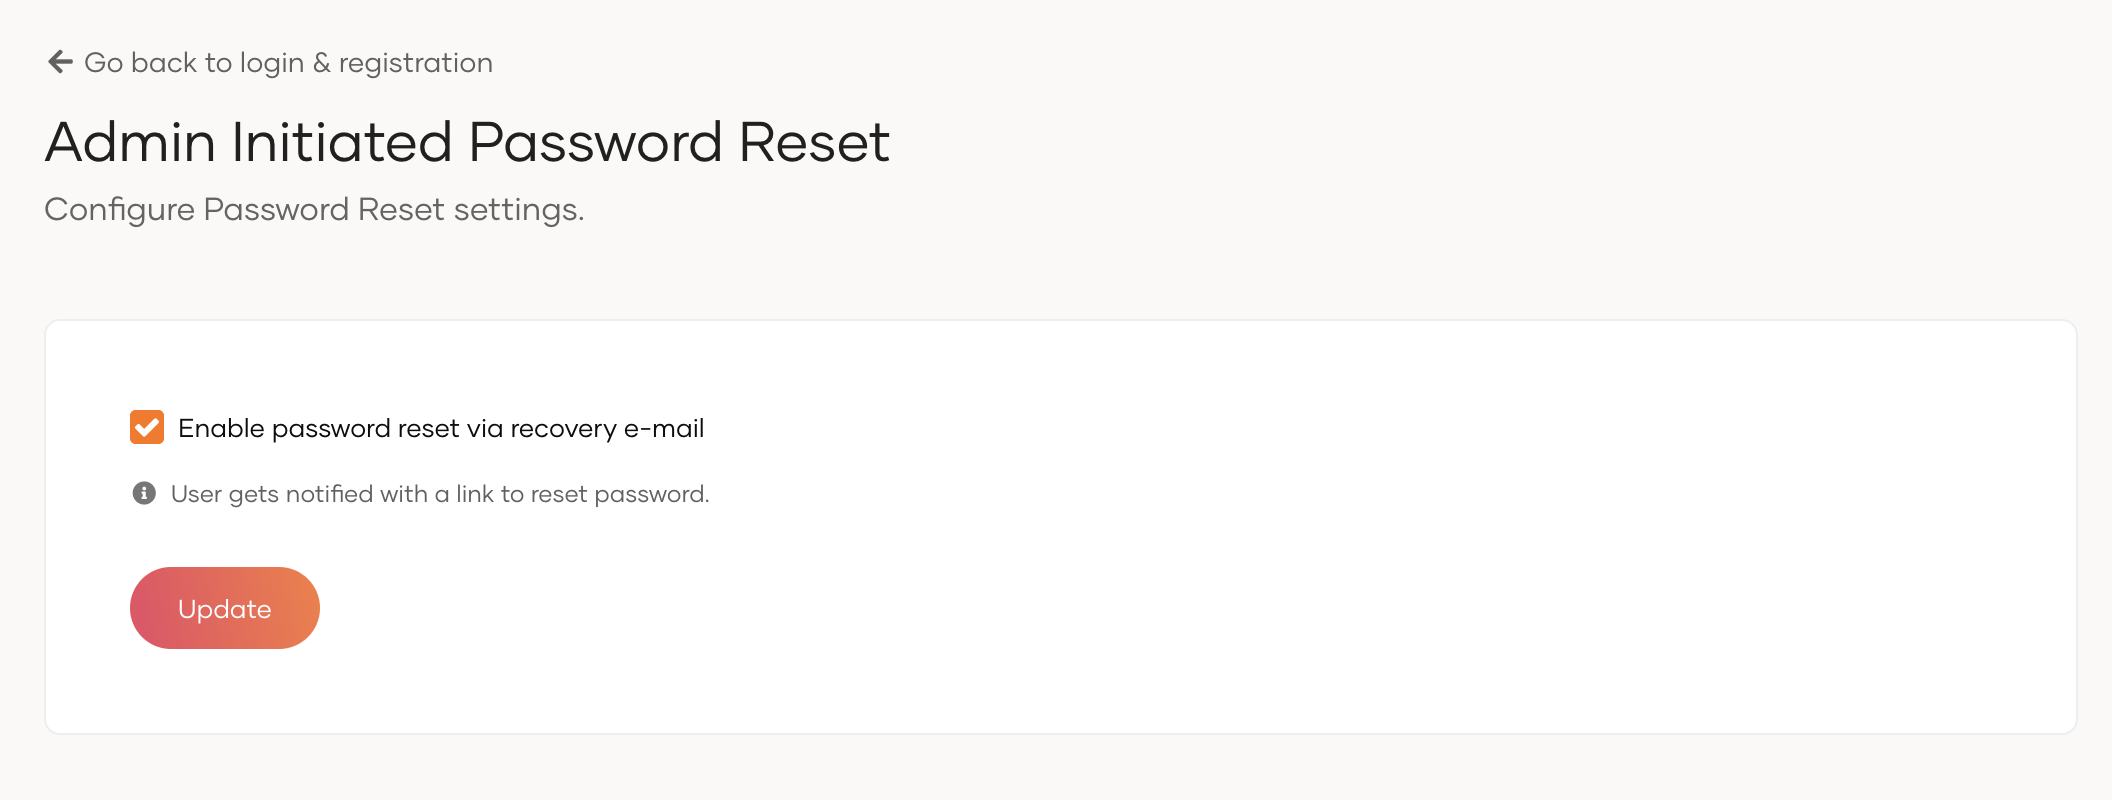 Go back to login & registration
Admin Initiated Password Reset
Configure Password Reset settings.
Enable password reset via recovery e-mail
User gets notified with a link to reset password.
Update